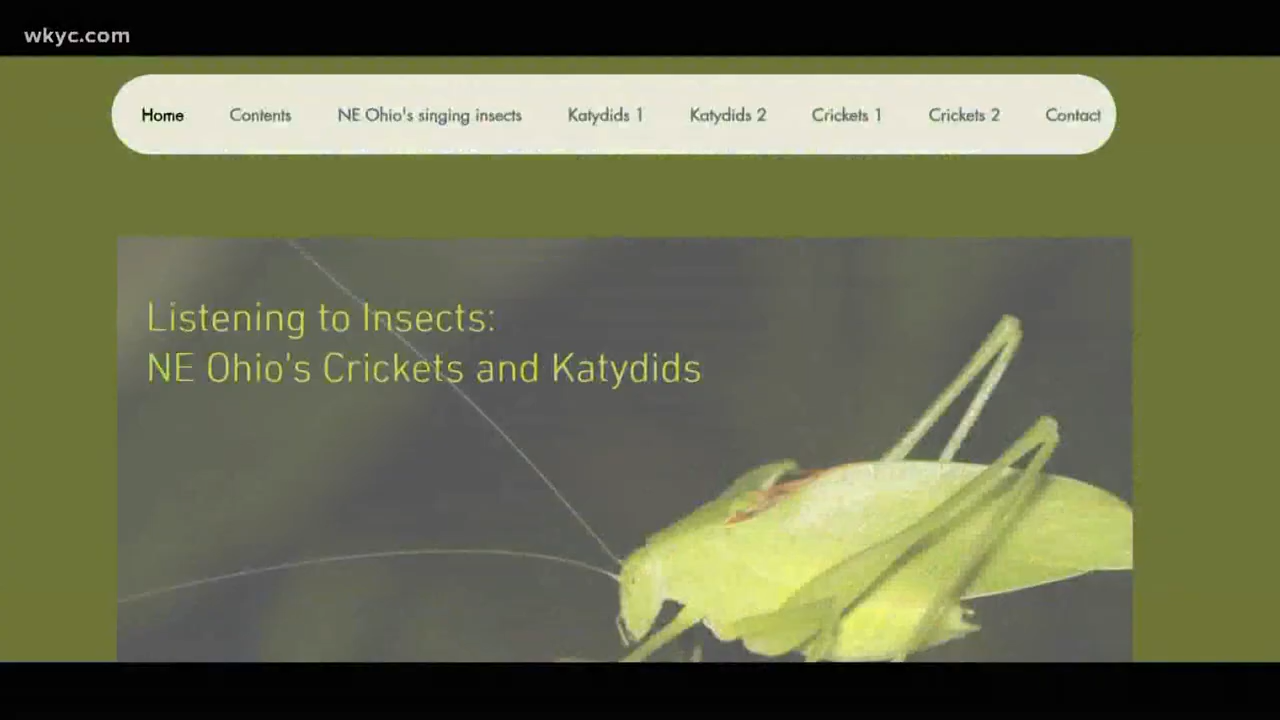 wkyc.com
Home Contents NE Ohio's singing insects Katydids 1 Katydids 2 Crickets 1 Crickets 2 Contact
Listening to Insects:
NE Ohio's Crickets and Katydids